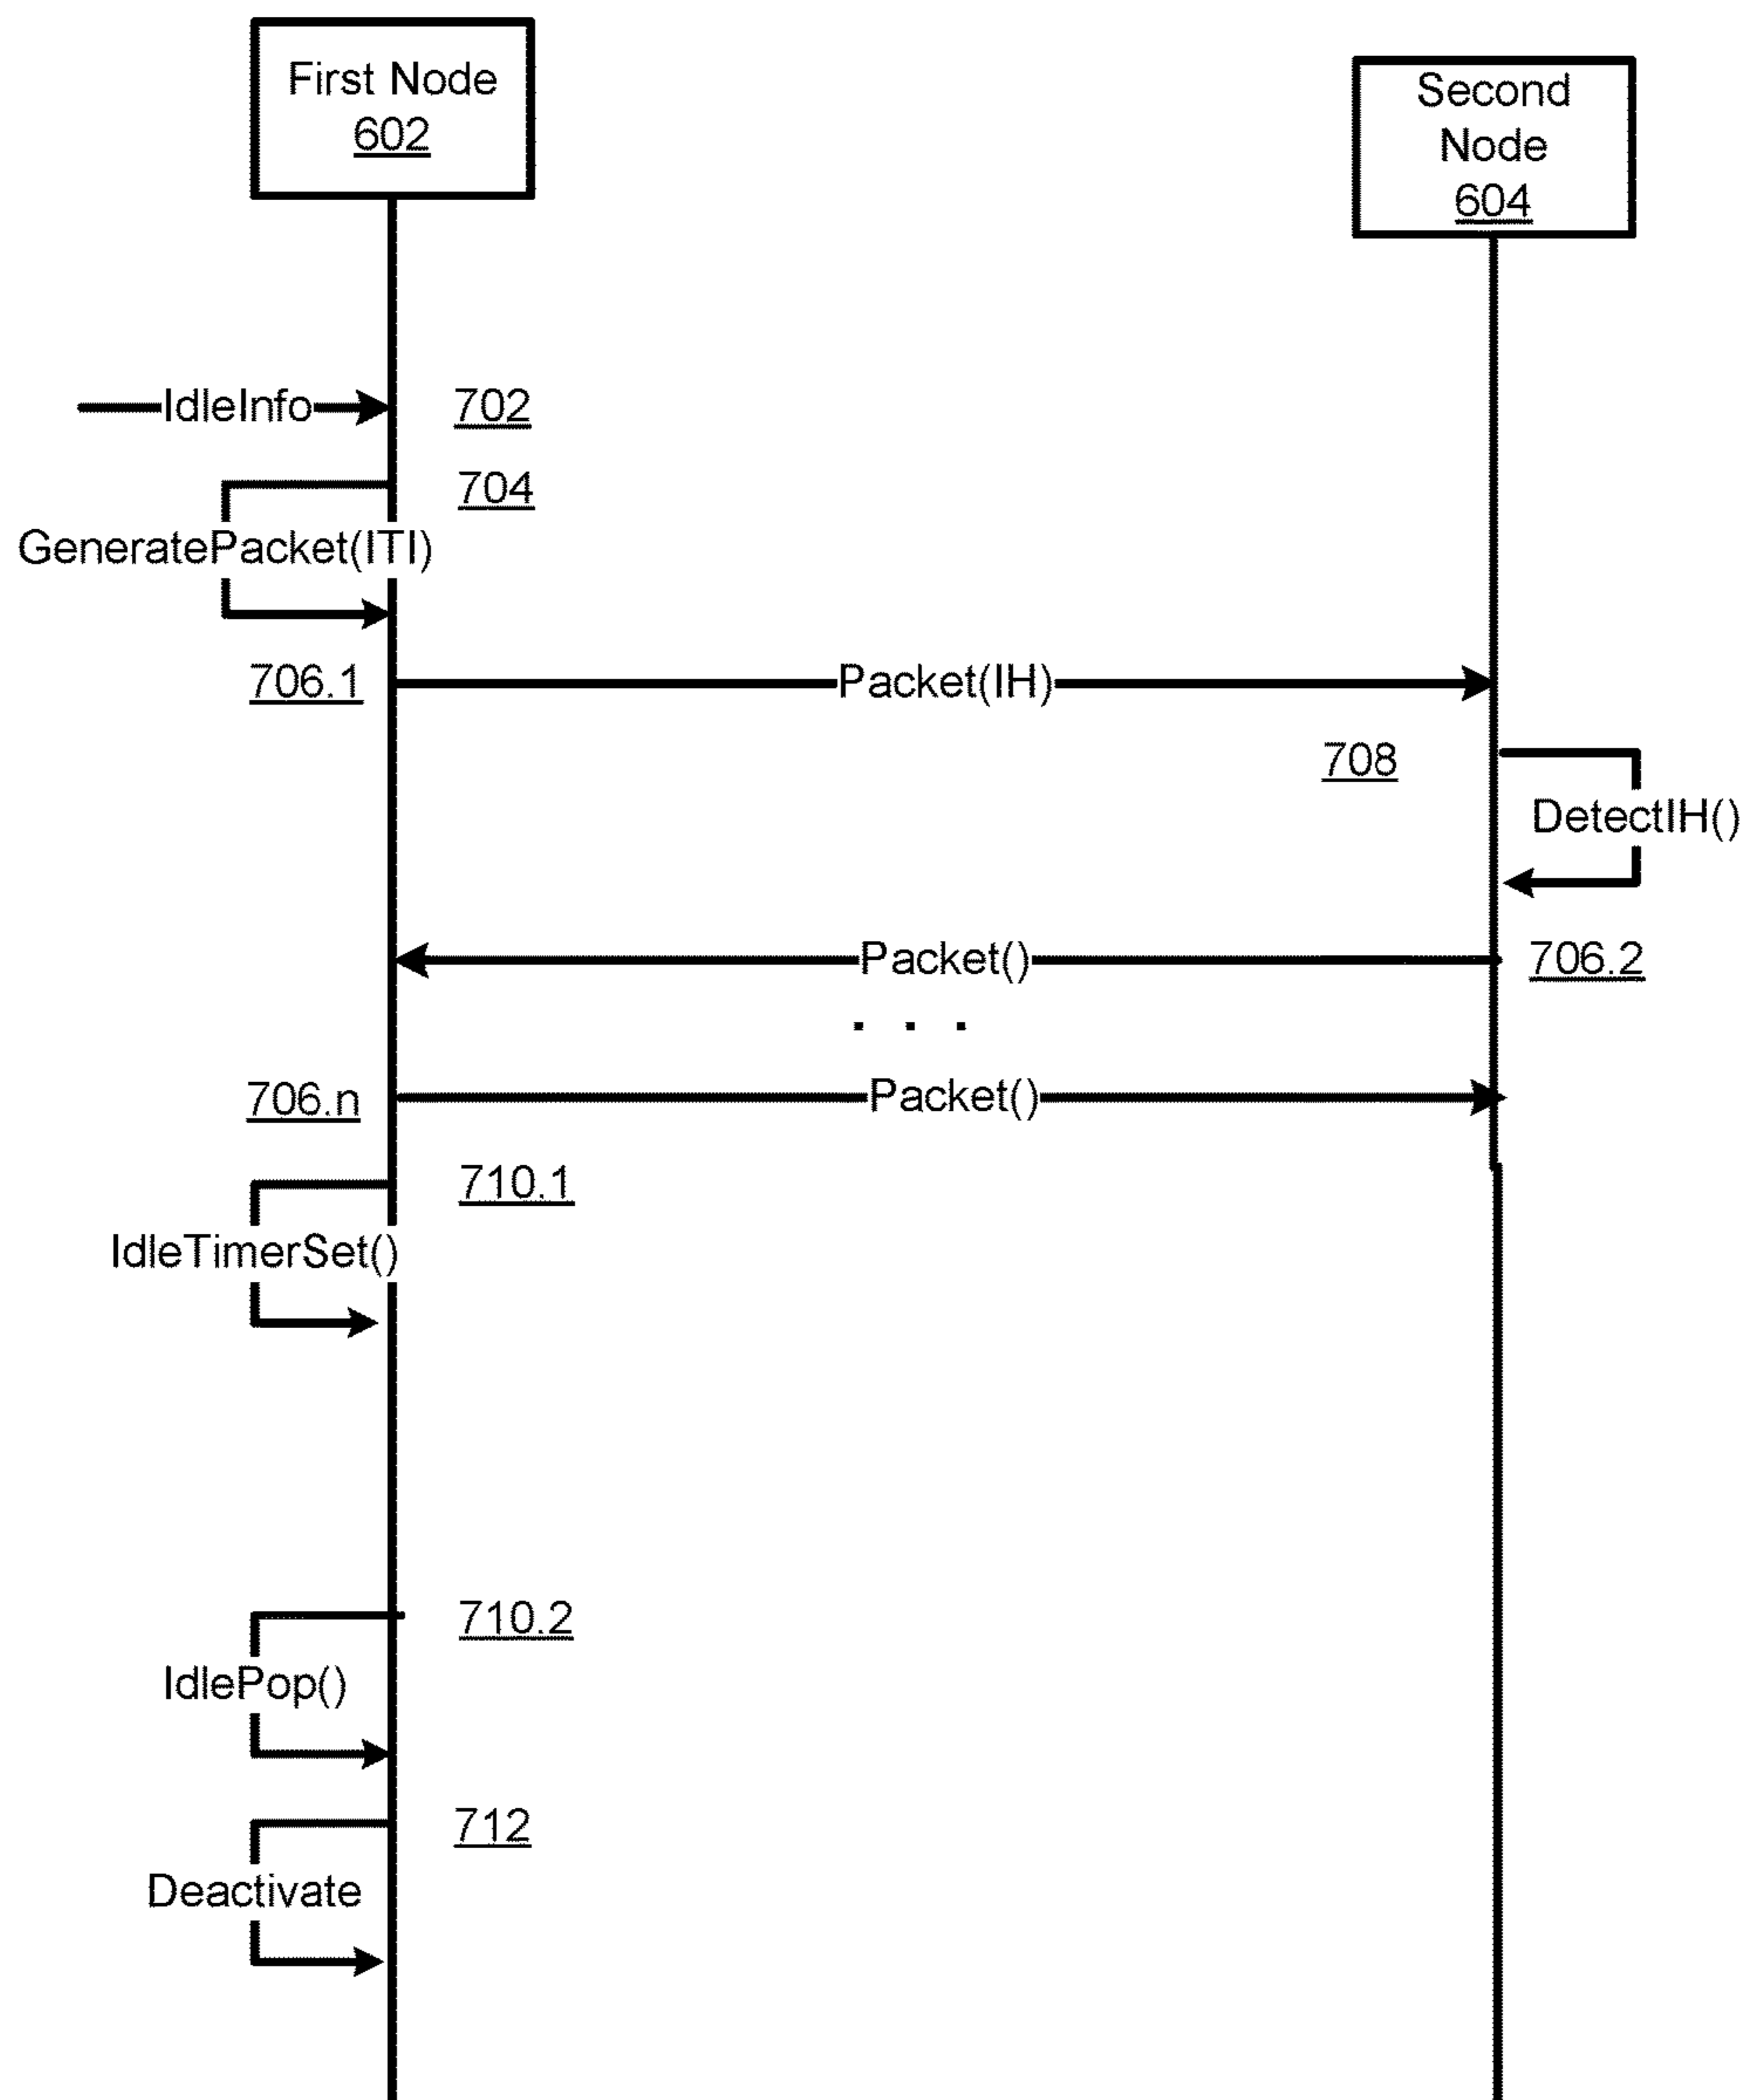 First Node
602
Second
Node
604
IdleInfo
702
704
GeneratePacket(ITI)
706.1
Packet(IH)
708
DetectIH()
Packet()
706.2
. . .
706.n
Packet()
710.1
IdleTimerSet()
710.2
IdlePop()
712
Deactivate